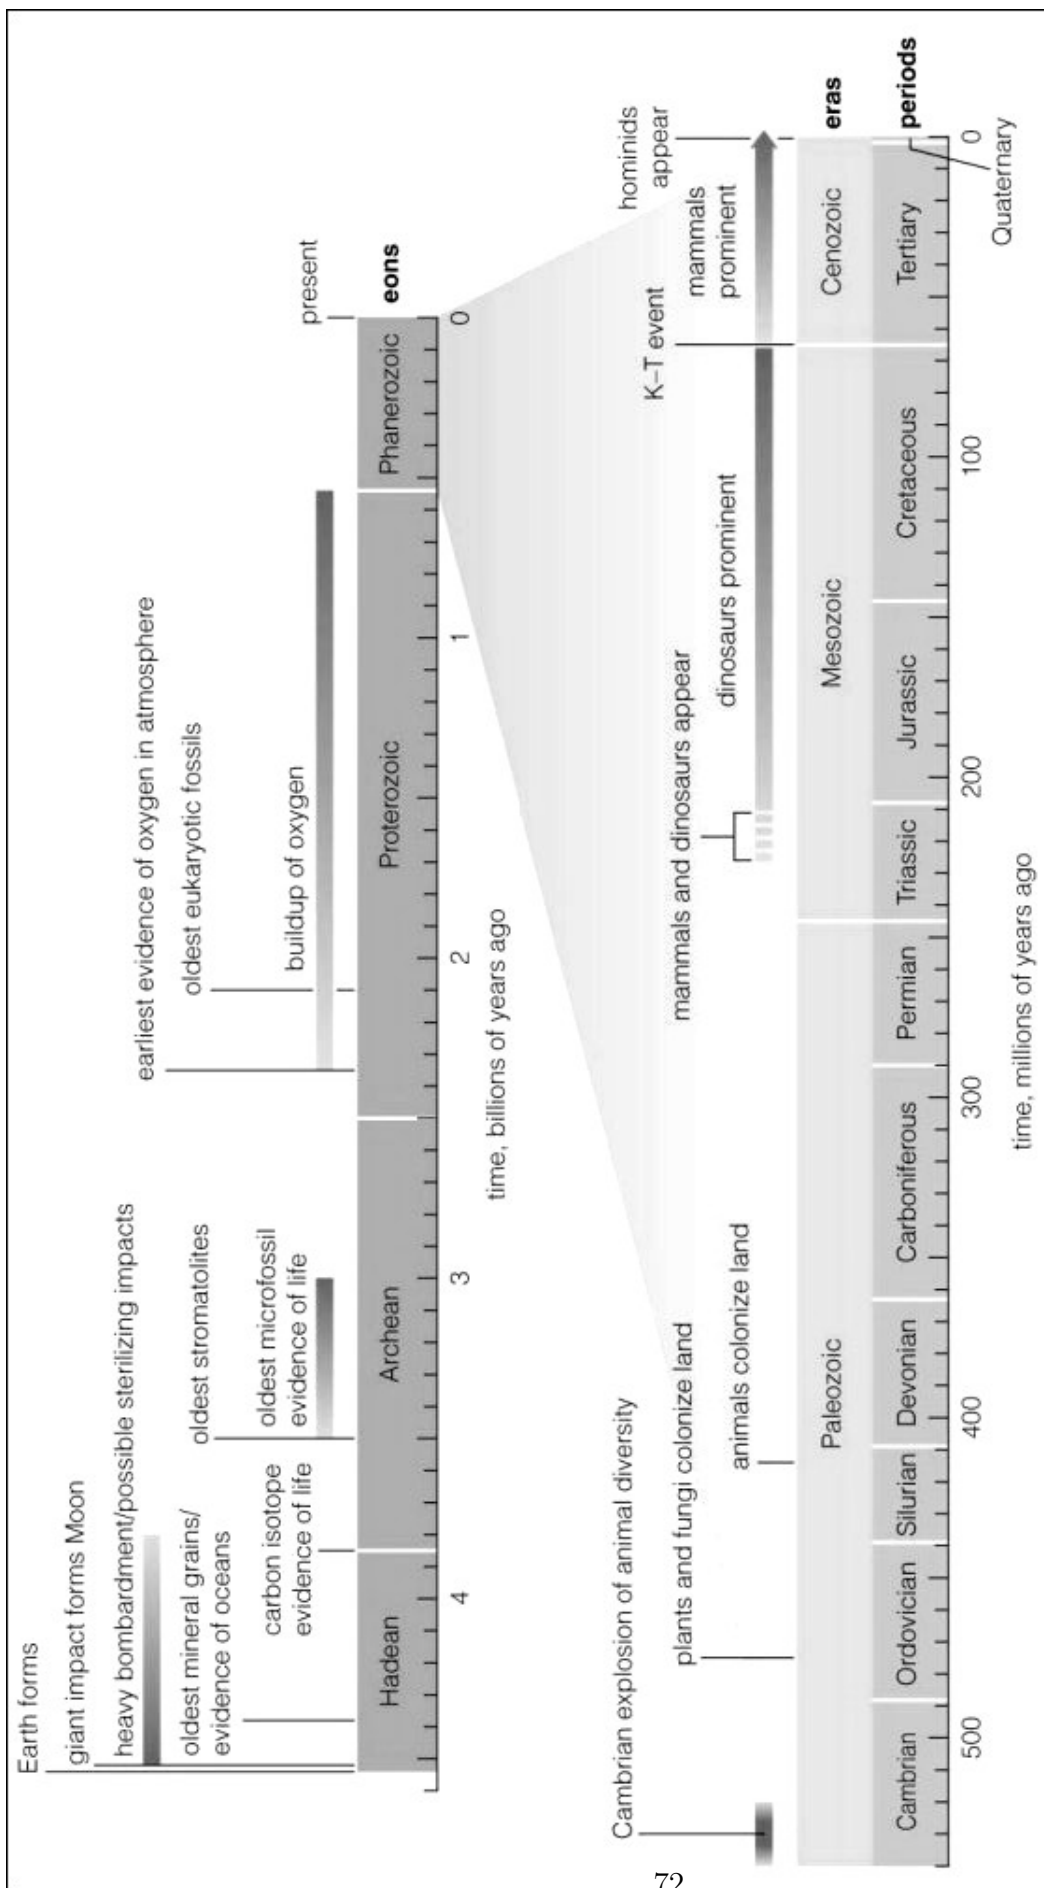 Earth forms
giant impact forms Moon
heavy bombardment/possible sterilizing impacts
oldest mineral grains/
evidence of oceans
carbon isotope
evidence of life
oldest stromatolites
oldest microfossil
evidence of life
earliest evidence of oxygen in atmosphere
oldest eukaryotic fossils
buildup of oxygen
present
eons
Hadean
Archean
Proterozoic
Phanerozoic
4
3
2
1
0
time, billions of years ago
Cambrian explosion of animal diversity
plants and fungi colonize land
animals colonize land
mammals and dinosaurs appear
dinosaurs prominent
K–T event
mammals
prominent
hominids
appear
eras
Paleozoic
Mesozoic
Cenozoic
periods
Cambrian
Ordovician
Silurian
Devonian
Carboniferous
Permian
Triassic
Jurassic
Cretaceous
Tertiary
Quaternary
500
400
300
200
100
0
time, millions of years ago
72